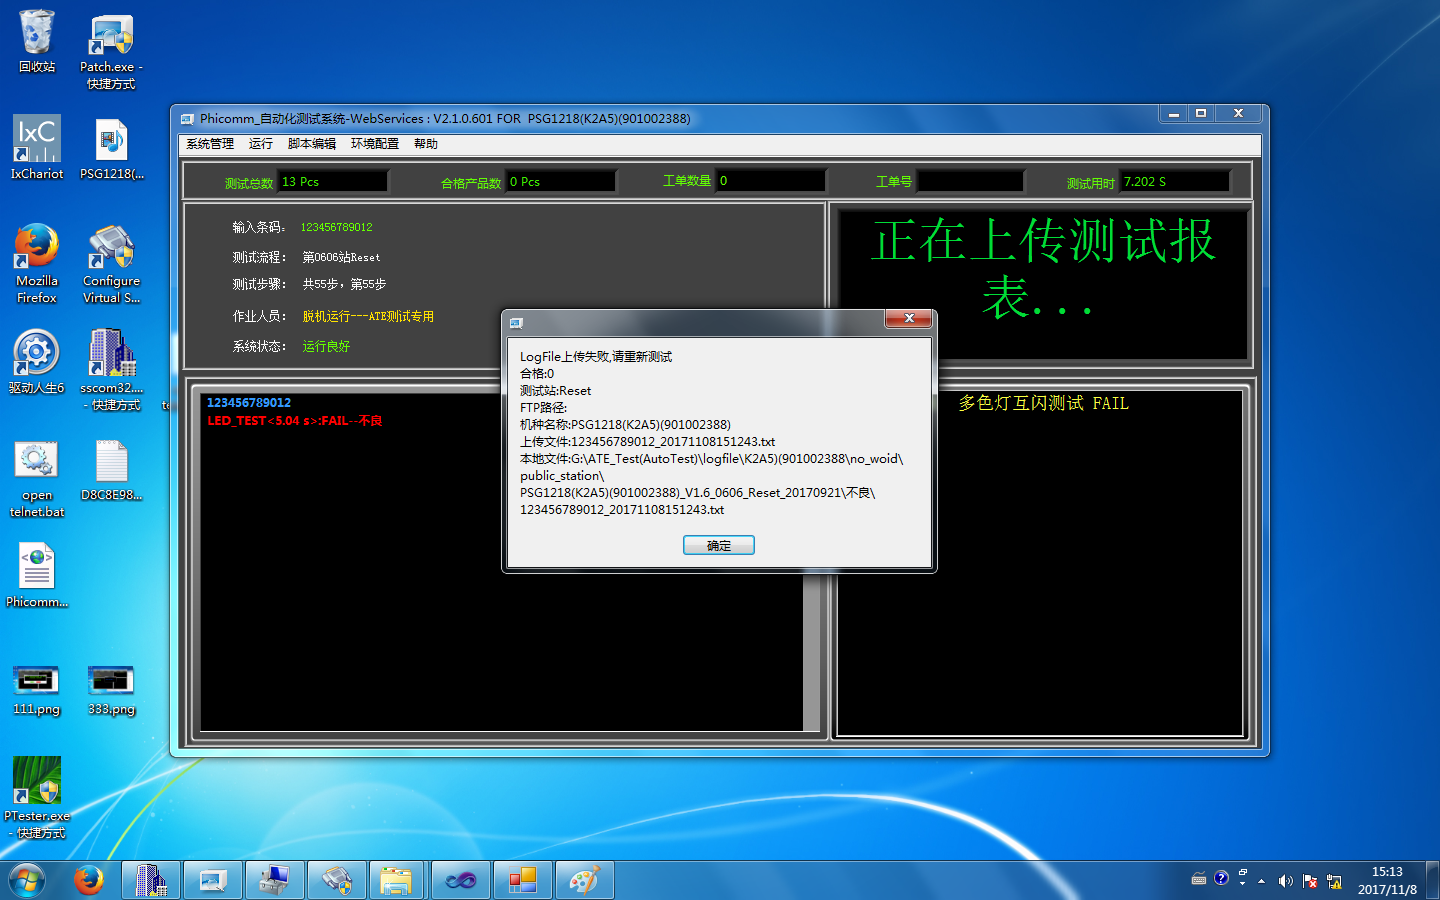 回收站
Patch.exe -
快捷方式
IxC
IxChariot
PSG1218(...
Mozilla
Firefox
Configure
Virtual S...
驱动人生6
sscom32....
- 快捷方式
te
open
telnet.bat
D8C8E98...
Phicomm...
111.png
333.png
PTester.exe
- 快捷方式
Phicomm_自动化测试系统-WebServices : V2.1.0.601 FOR  PSG1218(K2A5)(901002388)
系统管理 运行 脚本编辑 环境配置 帮助
测试总数 13 Pcs 合格产品数 0 Pcs 工单数量 0 工单号 测试用时 7.202 S
输入条码: 123456789012
测试流程: 第0606站Reset
测试步骤: 共55步，第55步
作业人员: 脱机运行---ATE测试专用
系统状态: 运行良好
正在上传测试报
表...
123456789012
LED_TEST<5.04 s>:FAIL--不良
多色灯互闪测试 FAIL
LogFile上传失败,请重新测试
合格:0
测试站:Reset
FTP路径:
机种名称:PSG1218(K2A5)(901002388)
上传文件:123456789012_20171108151243.txt
本地文件:G:\ATE_Test(AutoTest)\logfile\K2A5)(901002388\no_woid\
public_station\
PSG1218(K2A5)(901002388)_V1.6_0606_Reset_20170921\不良\
123456789012_20171108151243.txt
确定
15:13
2017/11/8